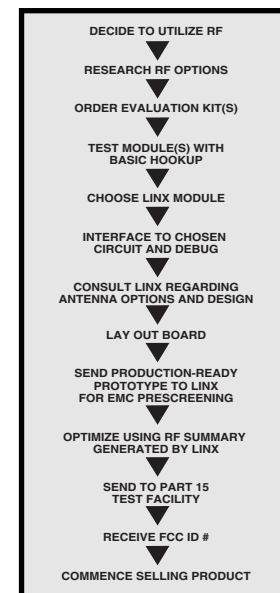 DECIDE TO UTILIZE RF
RESEARCH RF OPTIONS
ORDER EVALUATION KIT(S)
TEST MODULE(S) WITH
BASIC HOOKUP
CHOOSE LINX MODULE
INTERFACE TO CHOSEN
CIRCUIT AND DEBUG
CONSULT LINX REGARDING
ANTENNA OPTIONS AND DESIGN
LAY OUT BOARD
SEND PRODUCTION-READY
PROTOTYPE TO LINX
FOR EMC PRESCREENING
OPTIMIZE USING RF SUMMARY
GENERATED BY LINX
SEND TO PART 15
TEST FACILITY
RECEIVE FCC ID #
COMMENCE SELLING PRODUCT